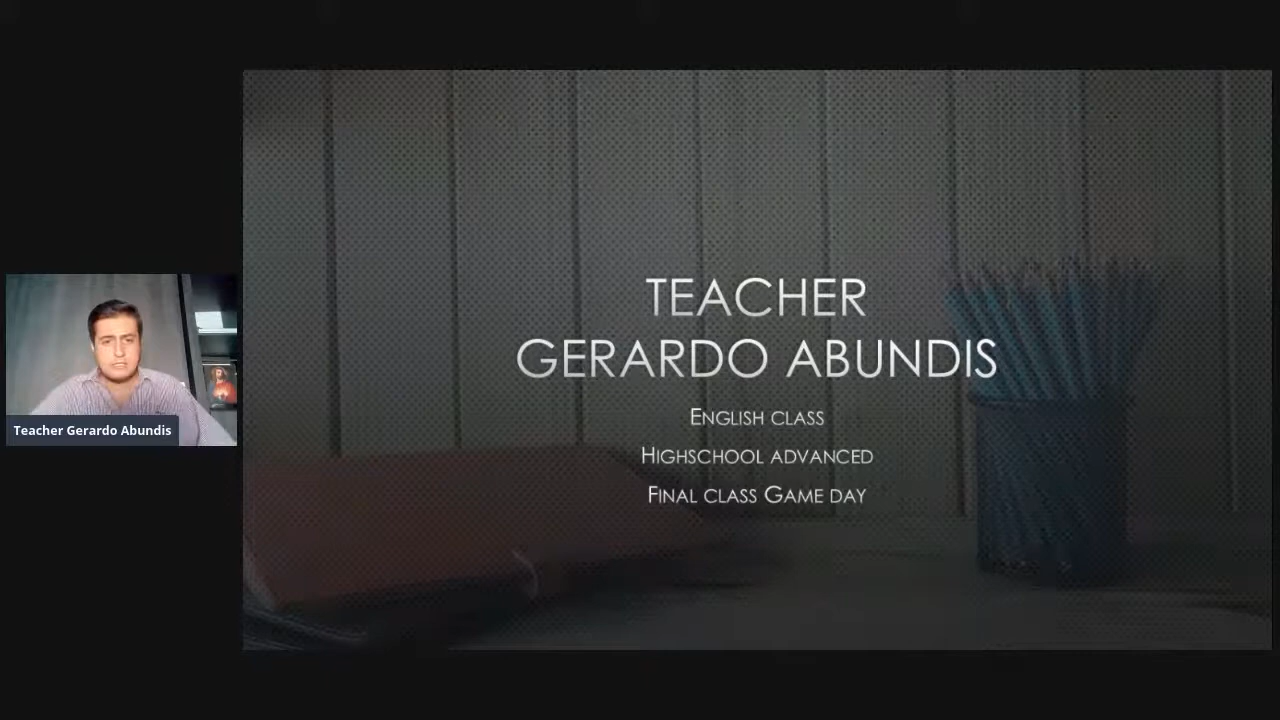 TEACHER
GERARDO ABUNDIS
ENGLISH CLASS
HIGHSCHOOL ADVANCED
FINAL CLASS GAME DAY
Teacher Gerardo Abundis